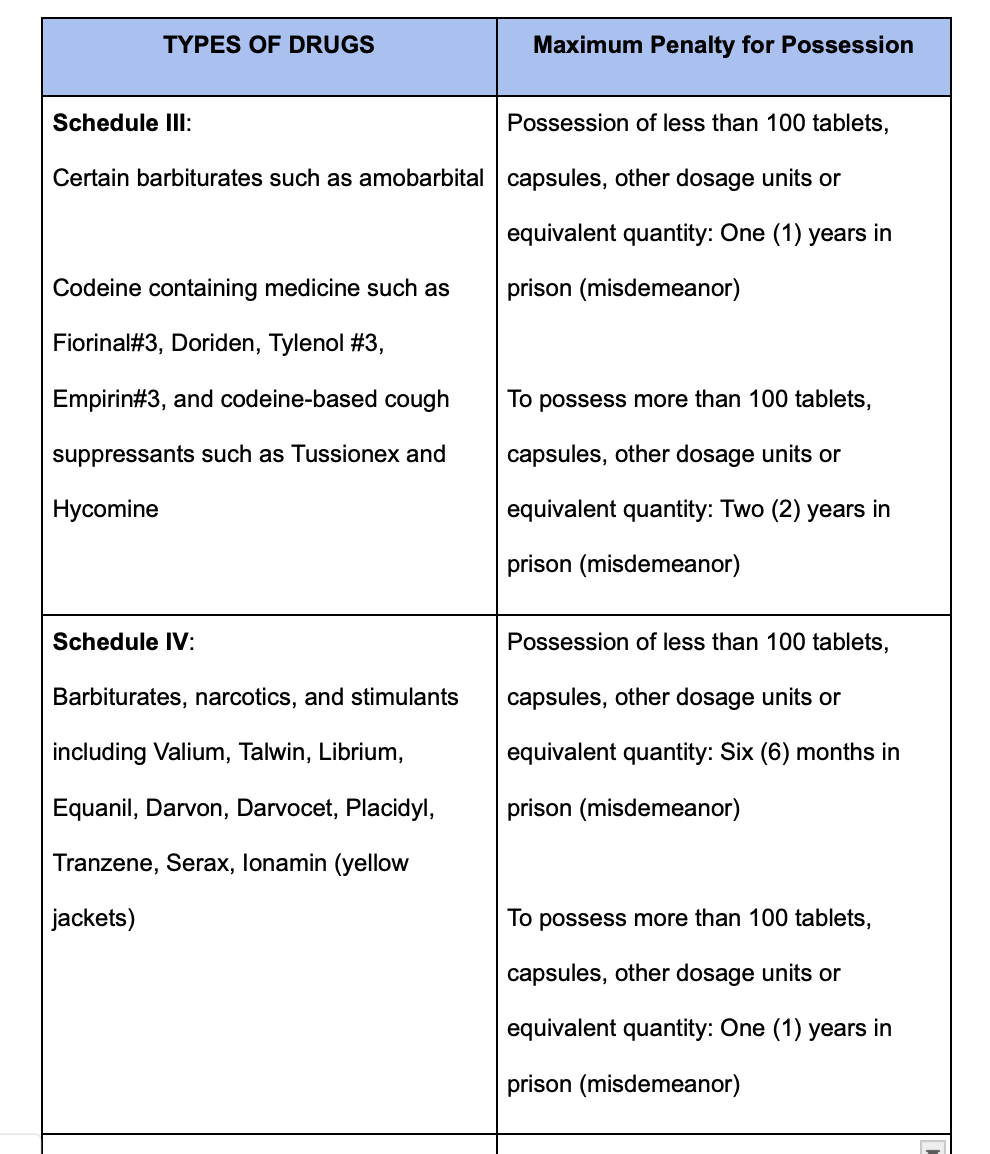 TYPES OF DRUGS
Maximum Penalty for Possession
Schedule III:
Certain barbiturates such as amobarbital
Codeine containing medicine such as
Fiorinal#3, Doriden, Tylenol #3,
Empirin#3, and codeine-based cough
suppressants such as Tussionex and
Hycomine
Possession of less than 100 tablets,
capsules, other dosage units or
equivalent quantity: One (1) years in
prison (misdemeanor)
To possess more than 100 tablets,
capsules, other dosage units or
equivalent quantity: Two (2) years in
prison (misdemeanor)
Schedule IV:
Barbiturates, narcotics, and stimulants
including Valium, Talwin, Librium,
Equanil, Darvon, Darvocet, Placidyl,
Tranzene, Serax, Ionamin (yellow
jackets)
Possession of less than 100 tablets,
capsules, other dosage units or
equivalent quantity: Six (6) months in
prison (misdemeanor)
To possess more than 100 tablets,
capsules, other dosage units or
equivalent quantity: One (1) years in
prison (misdemeanor)